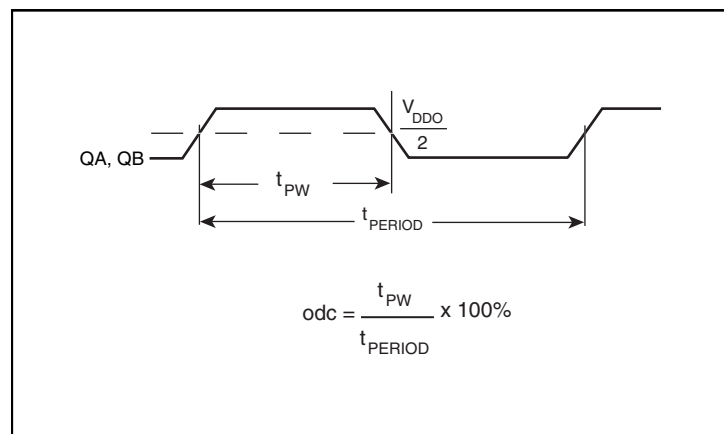 V_DDO
2
QA, QB
t_PW
t_PERIOD
odc = t_PW / t_PERIOD x 100%